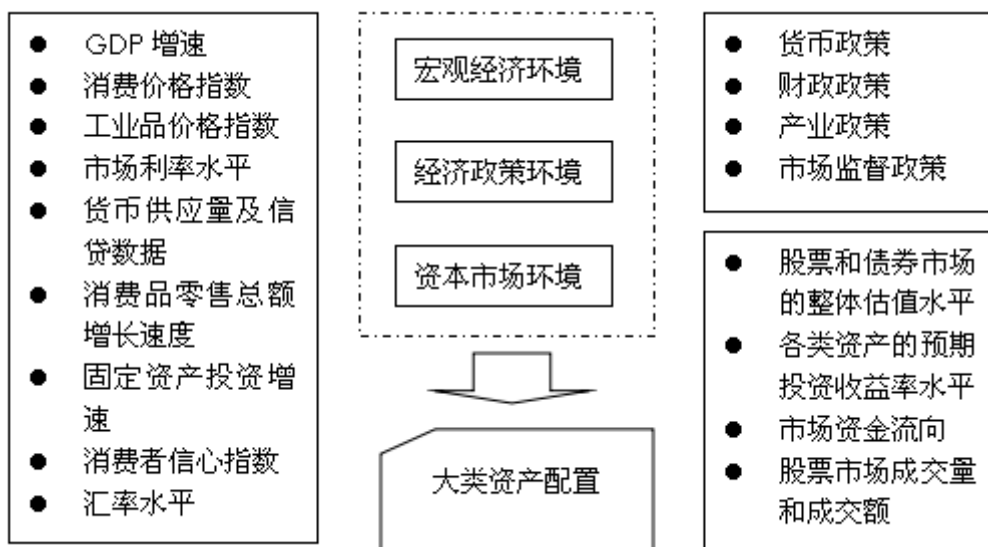 GDP 增速
消费价格指数
工业品价格指数
市场利率水平
货币供应量及信
贷数据
消费品零售总额
增长速度
固定资产投资增
速
消费者信心指数
汇率水平
宏观经济环境
经济政策环境
资本市场环境
大类资产配置
货币政策
财政政策
产业政策
市场监督政策
股票和债券市场
的整体估值水平
各类资产的预期
投资收益率水平
市场资金流向
股票市场成交量
和成交额